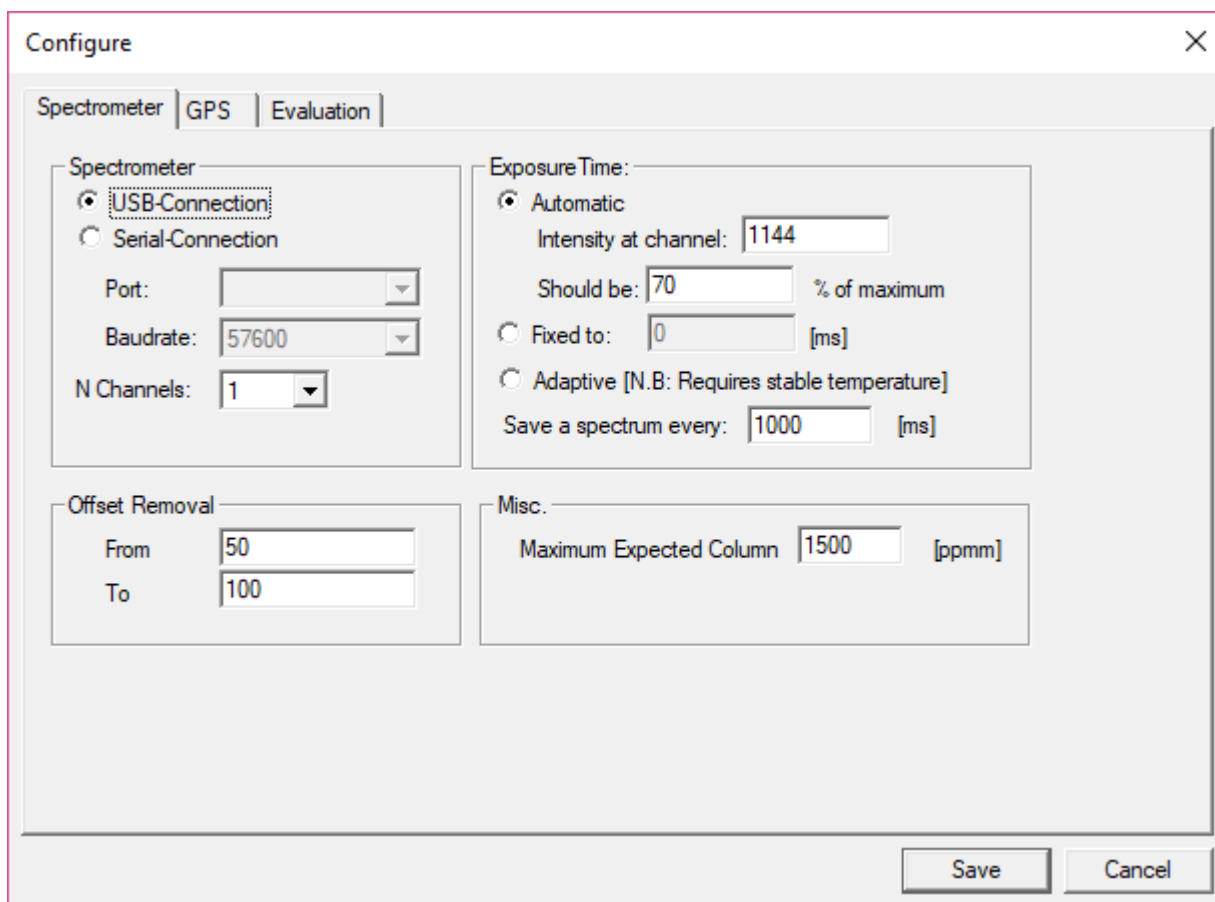 Configure
Spectrometer GPS Evaluation
Spectrometer
USB-Connection
Serial-Connection
Port:
Baudrate: 57600
N Channels: 1
ExposureTime:
Automatic
Intensity at channel: 1144
Should be: 70 % of maximum
Fixed to: 0 [ms]
Adaptive [N.B: Requires stable temperature]
Save a spectrum every: 1000 [ms]
Offset Removal
From 50
To 100
Misc.
Maximum Expected Column 1500 [ppmm]
Save Cancel